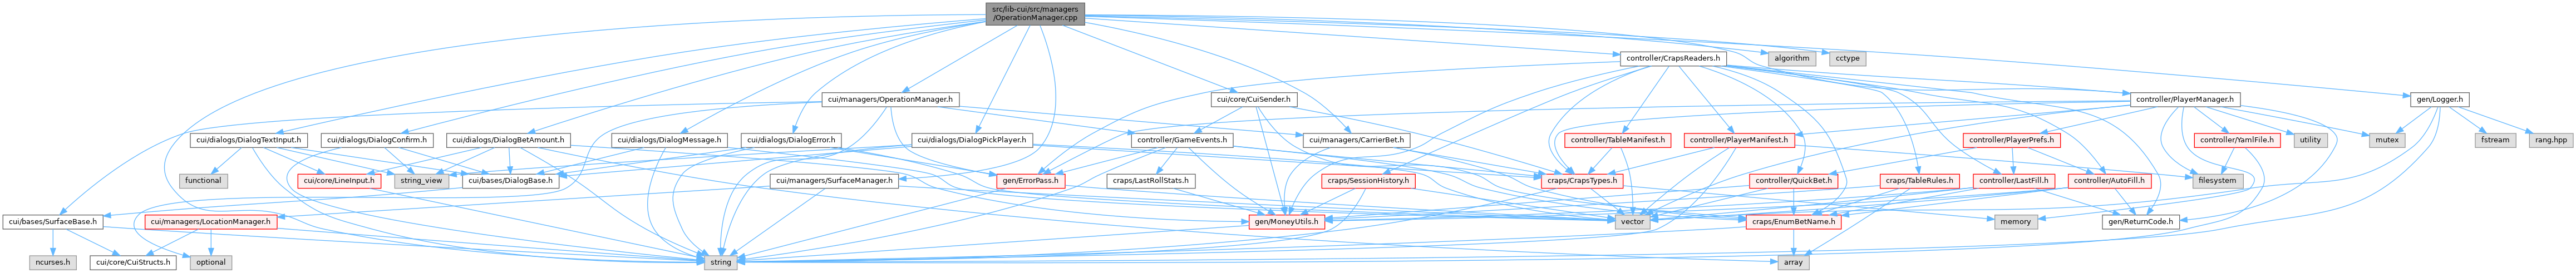 src/lib-cui/src/managers
/OperationManager.cpp
controller/CrapsReaders.h
algorithm
cctype
cui/managers/OperationManager.h
cui/core/CuiSender.h
controller/PlayerManager.h
gen/Logger.h
cui/dialogs/DialogTextInput.h
cui/dialogs/DialogConfirm.h
cui/dialogs/DialogBetAmount.h
cui/dialogs/DialogMessage.h
cui/dialogs/DialogError.h
cui/dialogs/DialogPickPlayer.h
controller/GameEvents.h
cui/managers/CarrierBet.h
controller/TableManifest.h
controller/PlayerManifest.h
controller/PlayerPrefs.h
controller/YamlFile.h
utility
mutex
fstream
rang.hpp
functional
cui/core/LineInput.h
string_view
cui/bases/DialogBase.h
cui/managers/SurfaceManager.h
gen/ErrorPass.h
craps/LastRollStats.h
craps/SessionHistory.h
craps/CrapsTypes.h
controller/QuickBet.h
craps/TableRules.h
controller/LastFill.h
controller/AutoFill.h
filesystem
cui/bases/SurfaceBase.h
cui/managers/LocationManager.h
gen/MoneyUtils.h
vector
craps/EnumBetName.h
memory
gen/ReturnCode.h
ncurses.h
cui/core/CuiStructs.h
optional
string
array